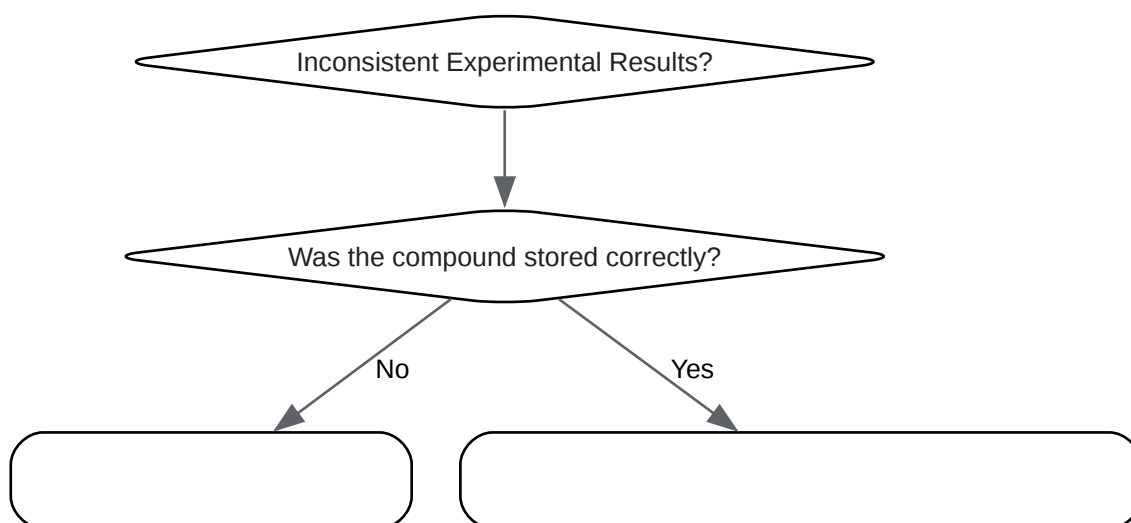 Inconsistent Experimental Results?
Was the compound stored correctly?
No
Yes